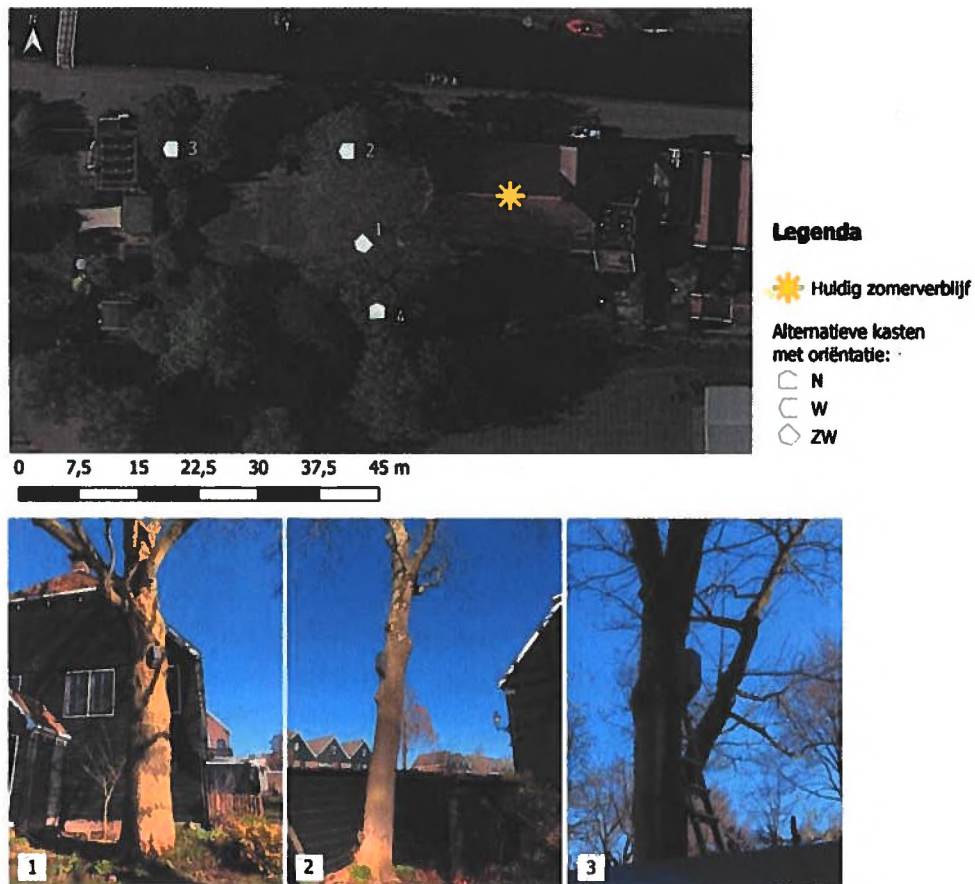 N
3
2
1
4
Legenda
Huidig zomerverblijf
Alternatieve kasten
met oriëntatie:
N
W
ZW
0 7,5 15 22,5 30 37,5 45 m
1 2 3